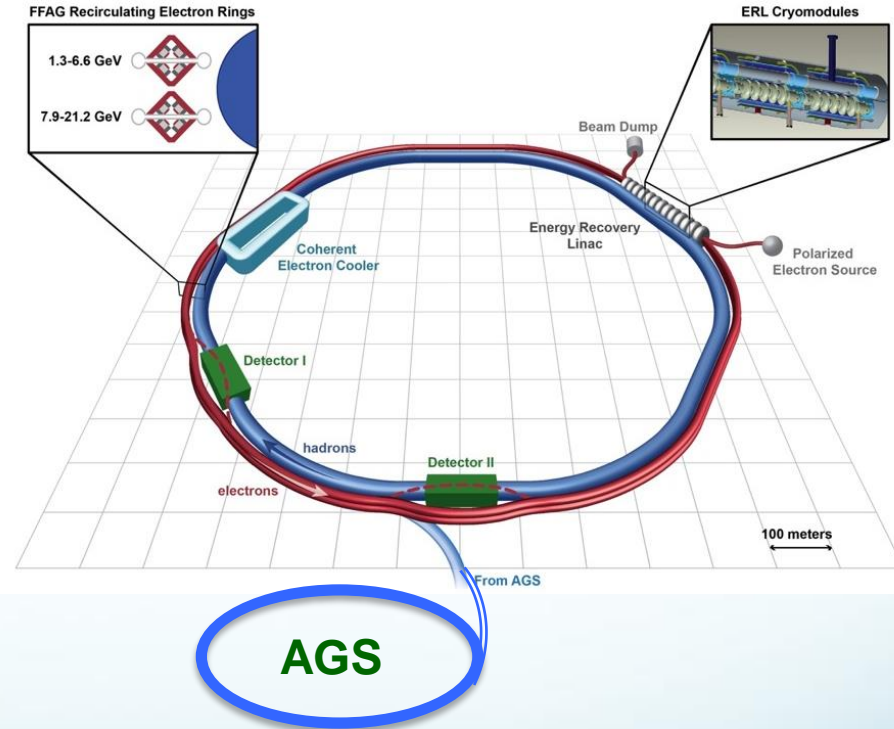 FFAG Recirculating Electron Rings
1.3-6.6 GeV
7.9-21.2 GeV
ERL Cryomodules
Beam Dump
Energy Recovery
Linac
Polarized
Electron Source
Coherent
Electron Cooler
Detector I
hadrons
Detector II
electrons
100 meters
From AGS
AGS